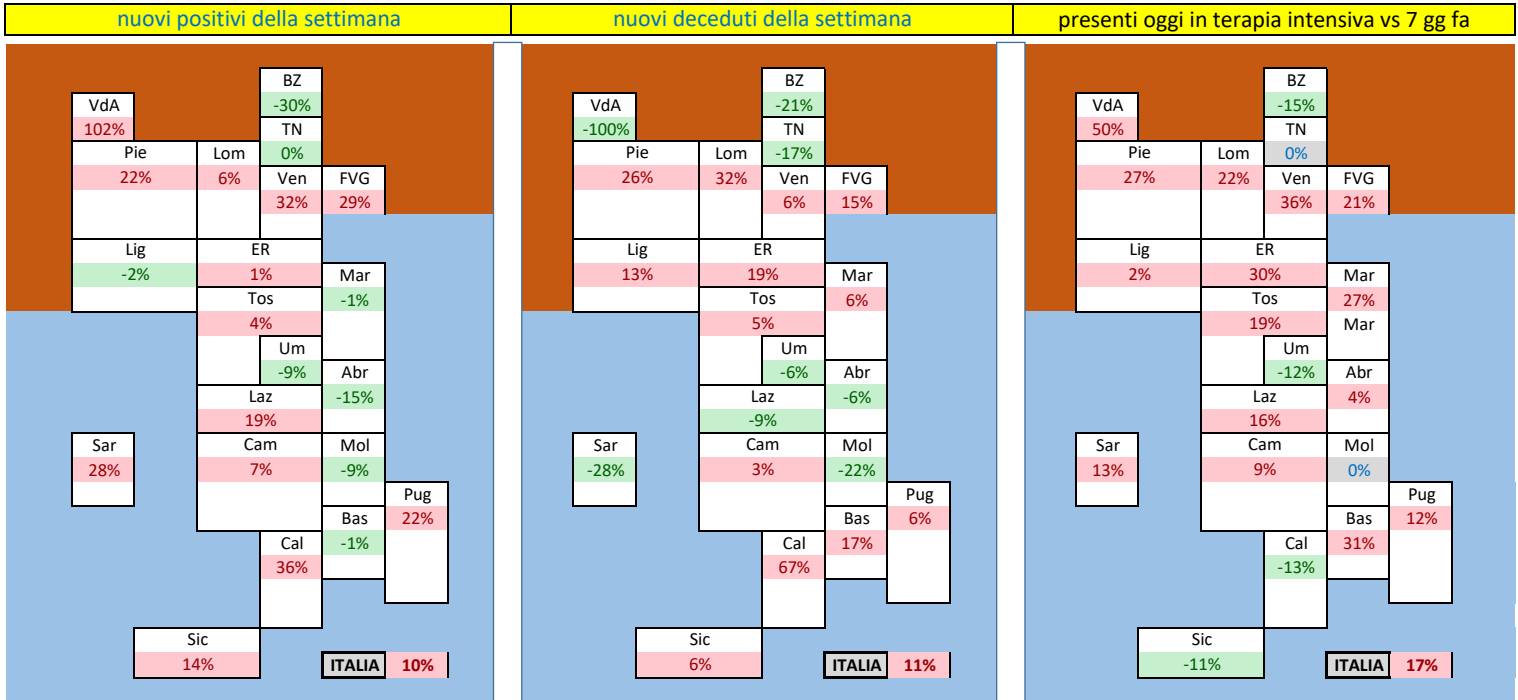 nuovi positivi della settimana
nuovi deceduti della settimana
presenti oggi in terapia intensiva vs 7 gg fa
BZ
VdA -30%
102% TN
Pie Lom 0%
22% 6% Ven FVG
32% 29%
Lig ER
-2% 1% Mar
Tos -1%
4%
Um
-9% Abr
Laz -15%
19%
Sar Cam Mol
28% 7% -9%
Pug
Bas 22%
Cal -1%
36%
Sic
14% ITALIA 10%
BZ
VdA -21%
-100% TN
Pie Lom -17%
26% 32% Ven FVG
6% 15%
Lig ER
13% 19% Mar
Tos 6%
5%
Um
-6% Abr
Laz -6%
-9%
Sar Cam Mol
-28% 3% -22%
Pug
Bas 6%
Cal 17%
67%
Sic
6% ITALIA 11%
BZ
VdA -15%
50% TN
Pie Lom 0%
27% 22% Ven FVG
36% 21%
Lig ER
2% 30% Mar
Tos 27%
19% Mar
Um
-12% Abr
Laz 4%
16%
Sar Cam Mol
13% 9% 0%
Pug
Bas 12%
Cal 31%
-13%
Sic
-11% ITALIA 17%